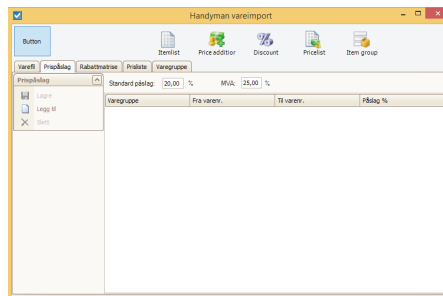 Handyman vareimport
Button
Itemlist
Price addition
Discount
Pricelist
Item group
Varefil Prispåslag Rabattmatrise Prisliste Varegruppe
Prispåslag
Lagre
Legg til
Slett
Standard påslag: 20,00 % MVA: 25,00 %
Varegruppe Fra varenr. Til varenr. Påslag %